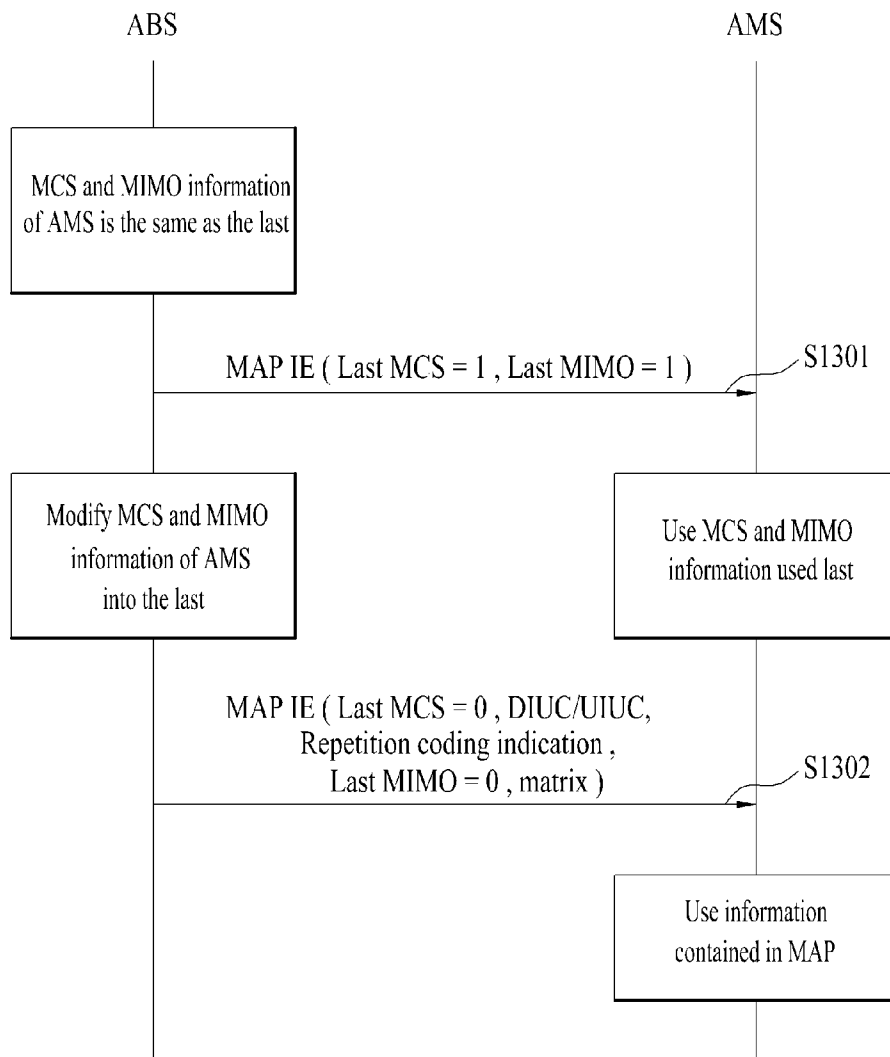 ABS
AMS
MCS and MIMO information
of AMS is the same as the last
MAP IE ( Last MCS = 1 , Last MIMO = 1 )
S1301
Modify MCS and MIMO
information of AMS
into the last
Use MCS and MIMO
information used last
MAP IE ( Last MCS = 0 , DIUC/UIUC,
Repetition coding indication ,
Last MIMO = 0 , matrix )
S1302
Use information
contained in MAP